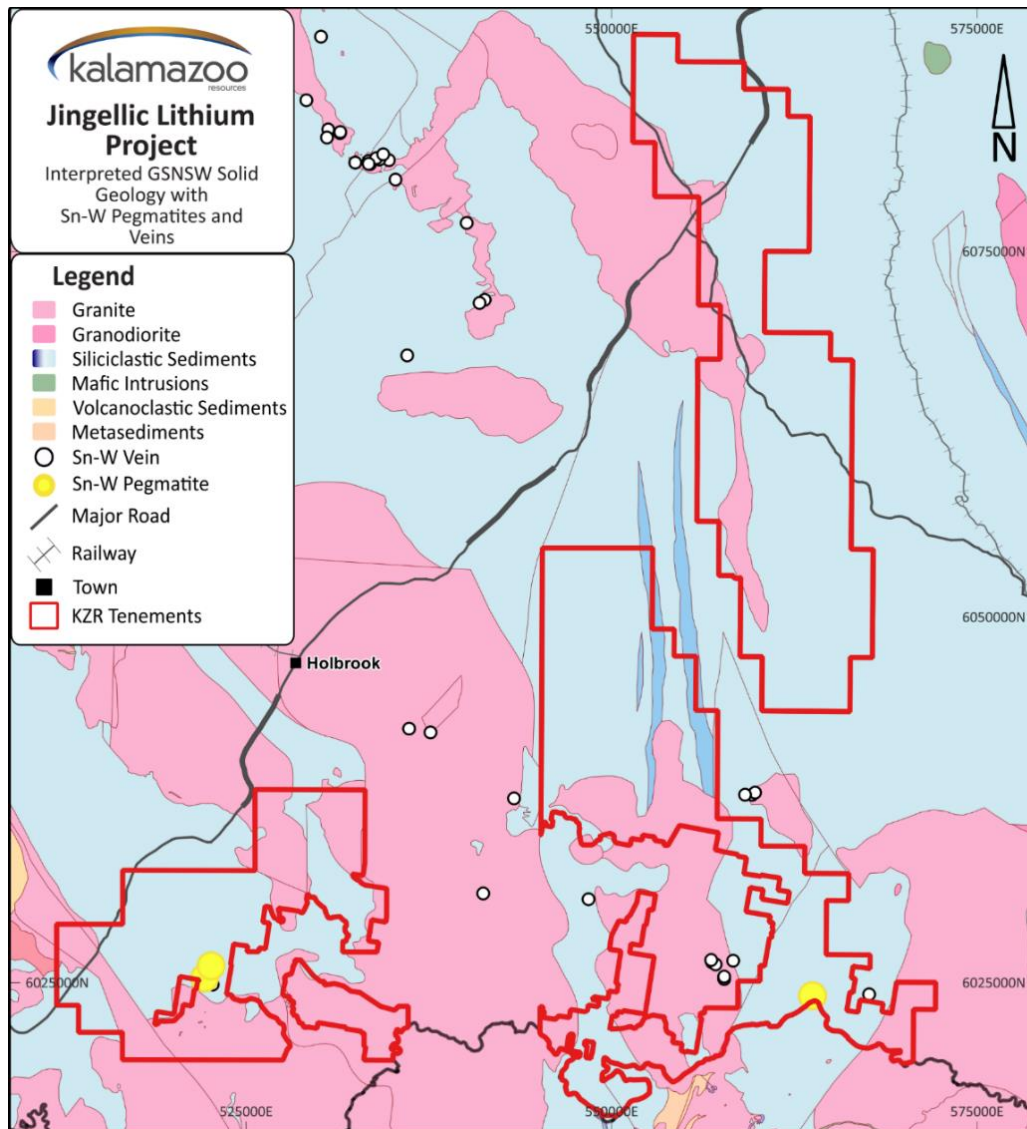 kalamazoo
resources
Jingellic Lithium
Project
Interpreted GSNSW Solid
Geology with
Sn-W Pegmatites and
Veins
Legend
Granite
Granodiorite
Siliciclastic Sediments
Mafic Intrusions
Volcanoclastic Sediments
Metasediments
Sn-W Vein
Sn-W Pegmatite
Major Road
Railway
Town
KZR Tenements
550000E
575000E
N
6075000N
6050000N
Holbrook
6025000N
6025000N
525000E
550000E
575000E